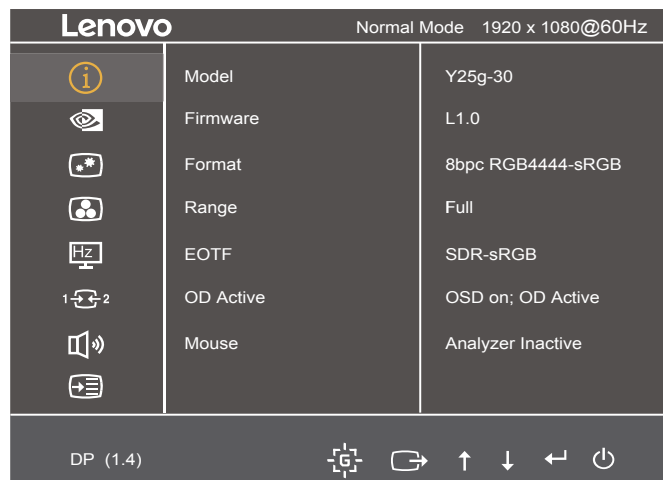 Lenovo Normal Mode 1920 x 1080@60Hz
i Model Y25g-30
Firmware L1.0
Format 8bpc RGB4444-sRGB
Range Full
Hz EOTF SDR-sRGB
1 2 OD Active OSD on; OD Active
Mouse Analyzer Inactive
DP (1.4) G